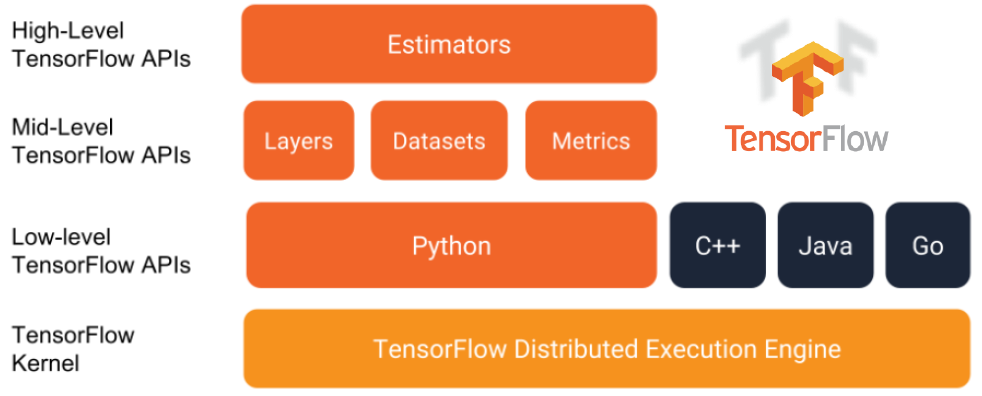 High-Level
TensorFlow APIs
Estimators
TensorFlow
Mid-Level
TensorFlow APIs
Layers
Datasets
Metrics
Low-level
TensorFlow APIs
Python
C++
Java
Go
TensorFlow
Kernel
TensorFlow Distributed Execution Engine